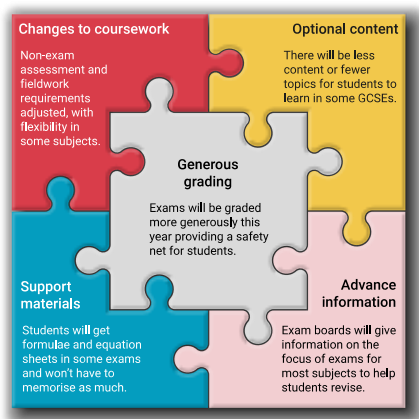 Changes to coursework
Non-exam
assessment and
fieldwork
requirements
adjusted, with
flexibility in
some subjects.
Optional content
There will be less
content or fewer
topics for students to
learn in some GCSEs.
Generous
grading
Exams will be graded
more generously this
year providing a safety
net for students.
Support
materials
Students will get
formulae and equation
sheets in some exams
and won't have to
memorise as much.
Advance
information
Exam boards will give
information on the
focus of exams for
most subjects to help
students revise.